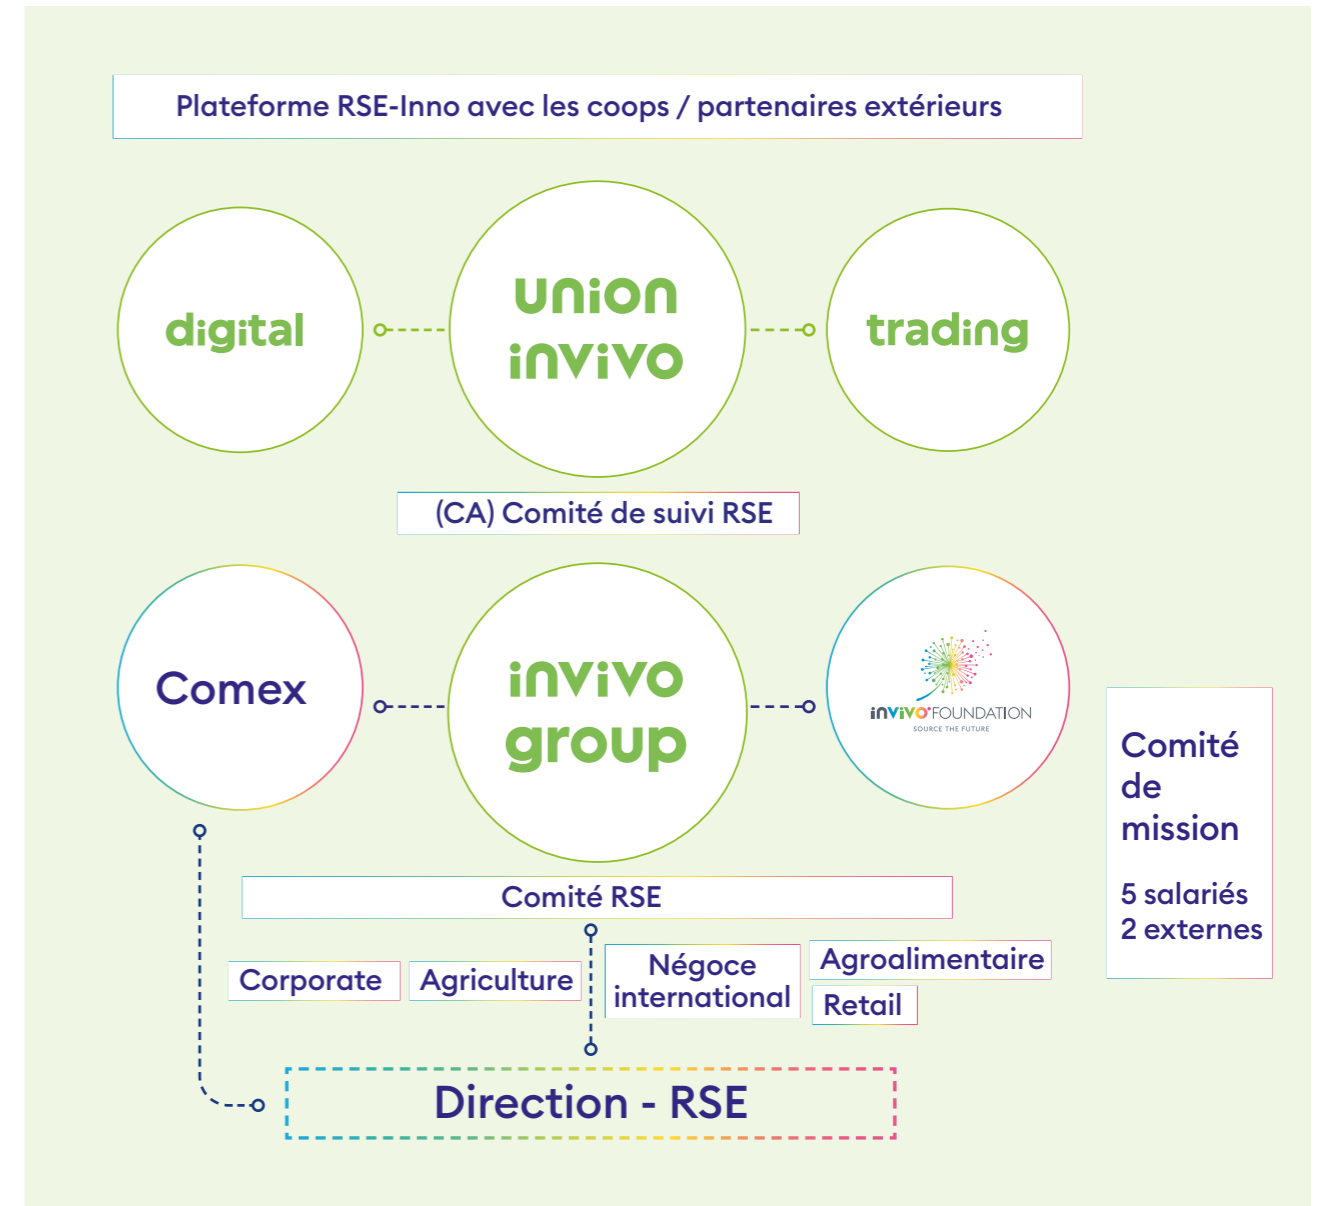 Plateforme RSE-Inno avec les coops / partenaires extérieurs
digital
union
invivo
trading
(CA) Comité de suivi RSE
Comex
invivo
group
invivo FOUNDATION
SOURCE THE FUTURE
Comité
de
mission
5 salariés
2 externes
Comité RSE
Corporate
Agriculture
Négoce
international
Agroalimentaire
Retail
Direction - RSE